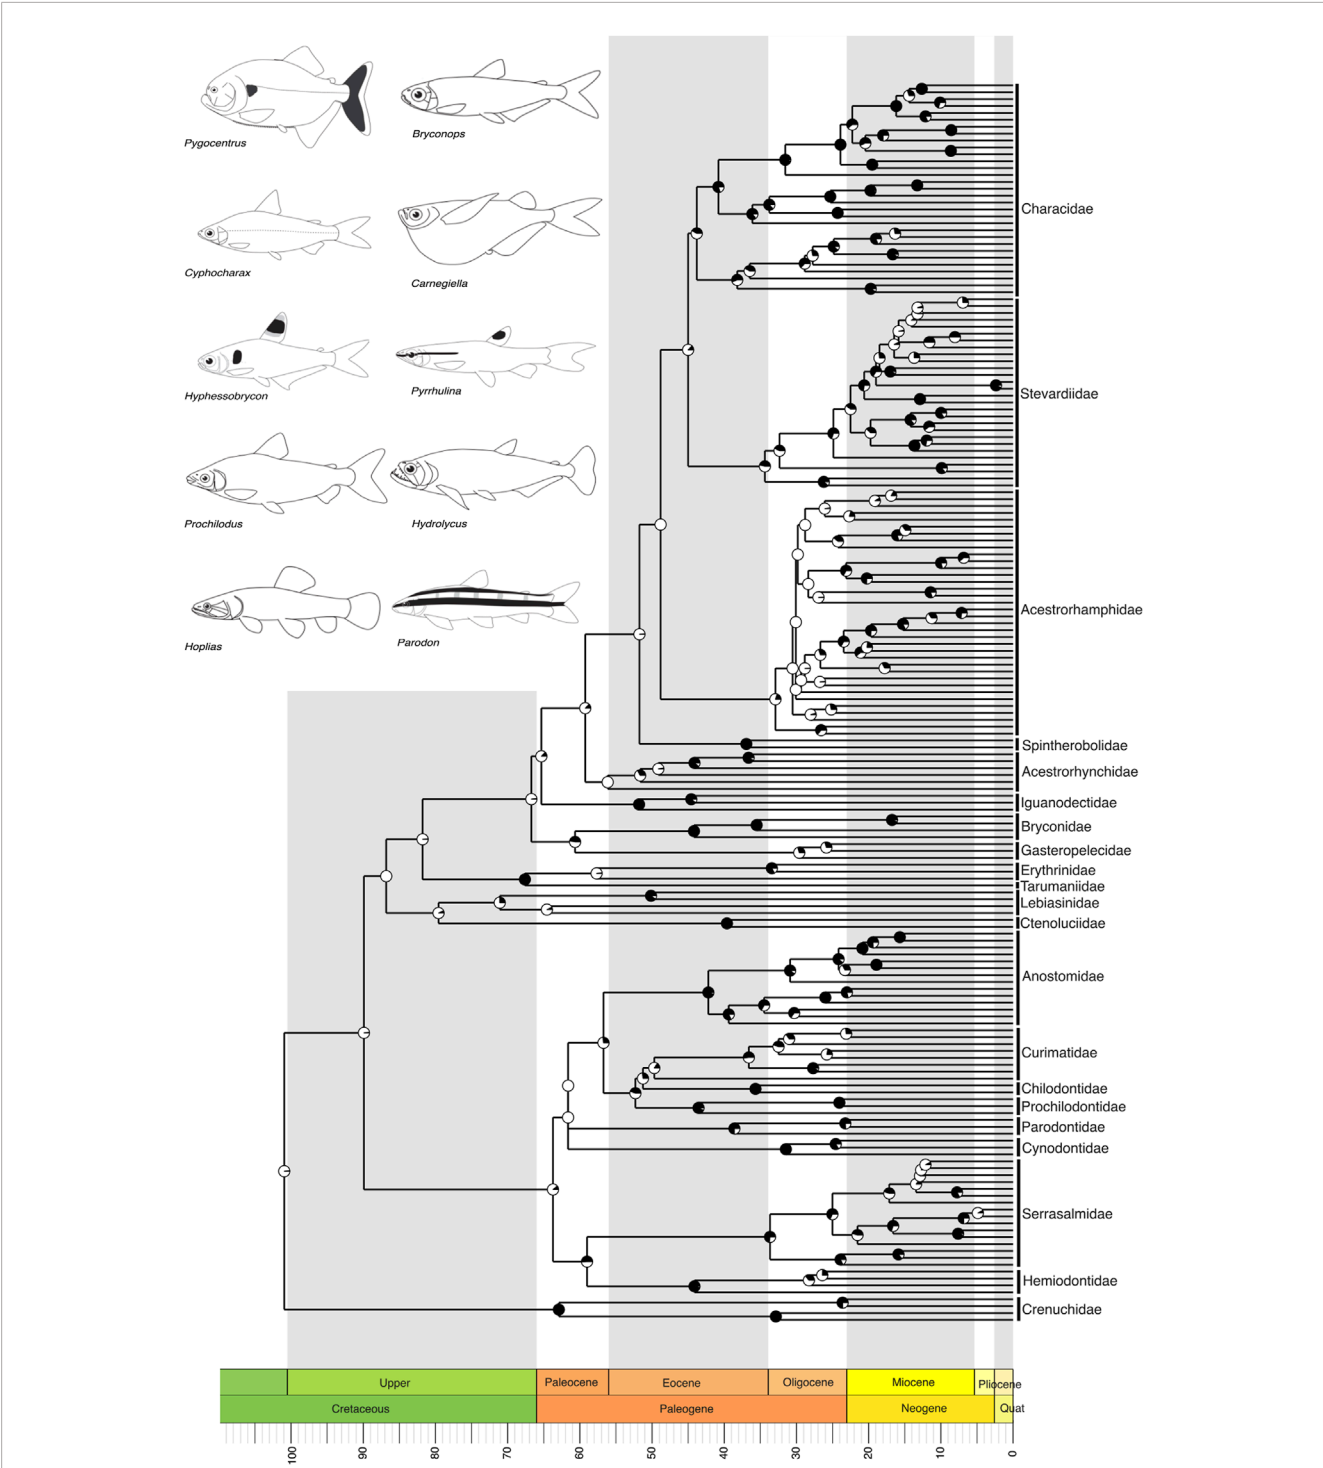 Pygocentrus
Bryconops
Cyphocharax
Carnegiella
Hyphessobrycon
Pyrrhulina
Prochilodus
Hydrolycus
Hoplias
Parodon
Characidae
Stevardiidae
Acestrorhamphidae
Spintherobolidae
Acestrorhynchidae
Iguanodectidae
Bryconidae
Gasteropelecidae
Erythrinidae
Tarumaniidae
Lebiasinidae
Ctenoluciidae
Anostomidae
Curimatidae
Chilodontidae
Prochilodontidae
Parodontidae
Cynodontidae
Serrasalmidae
Hemiodontidae
Crenuchidae
Upper Paleocene Eocene Oligocene Miocene Pliocene
Cretaceous Paleogene Neogene Quat
100 90 80 70 60 50 40 30 20 10 0